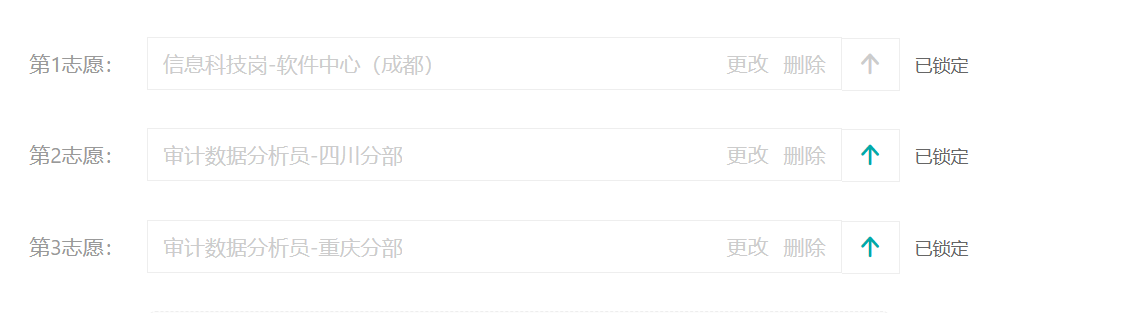 第1志愿： 信息科技岗-软件中心（成都） 更改 删除 已锁定
第2志愿： 审计数据分析员-四川分部 更改 删除 已锁定
第3志愿： 审计数据分析员-重庆分部 更改 删除 已锁定